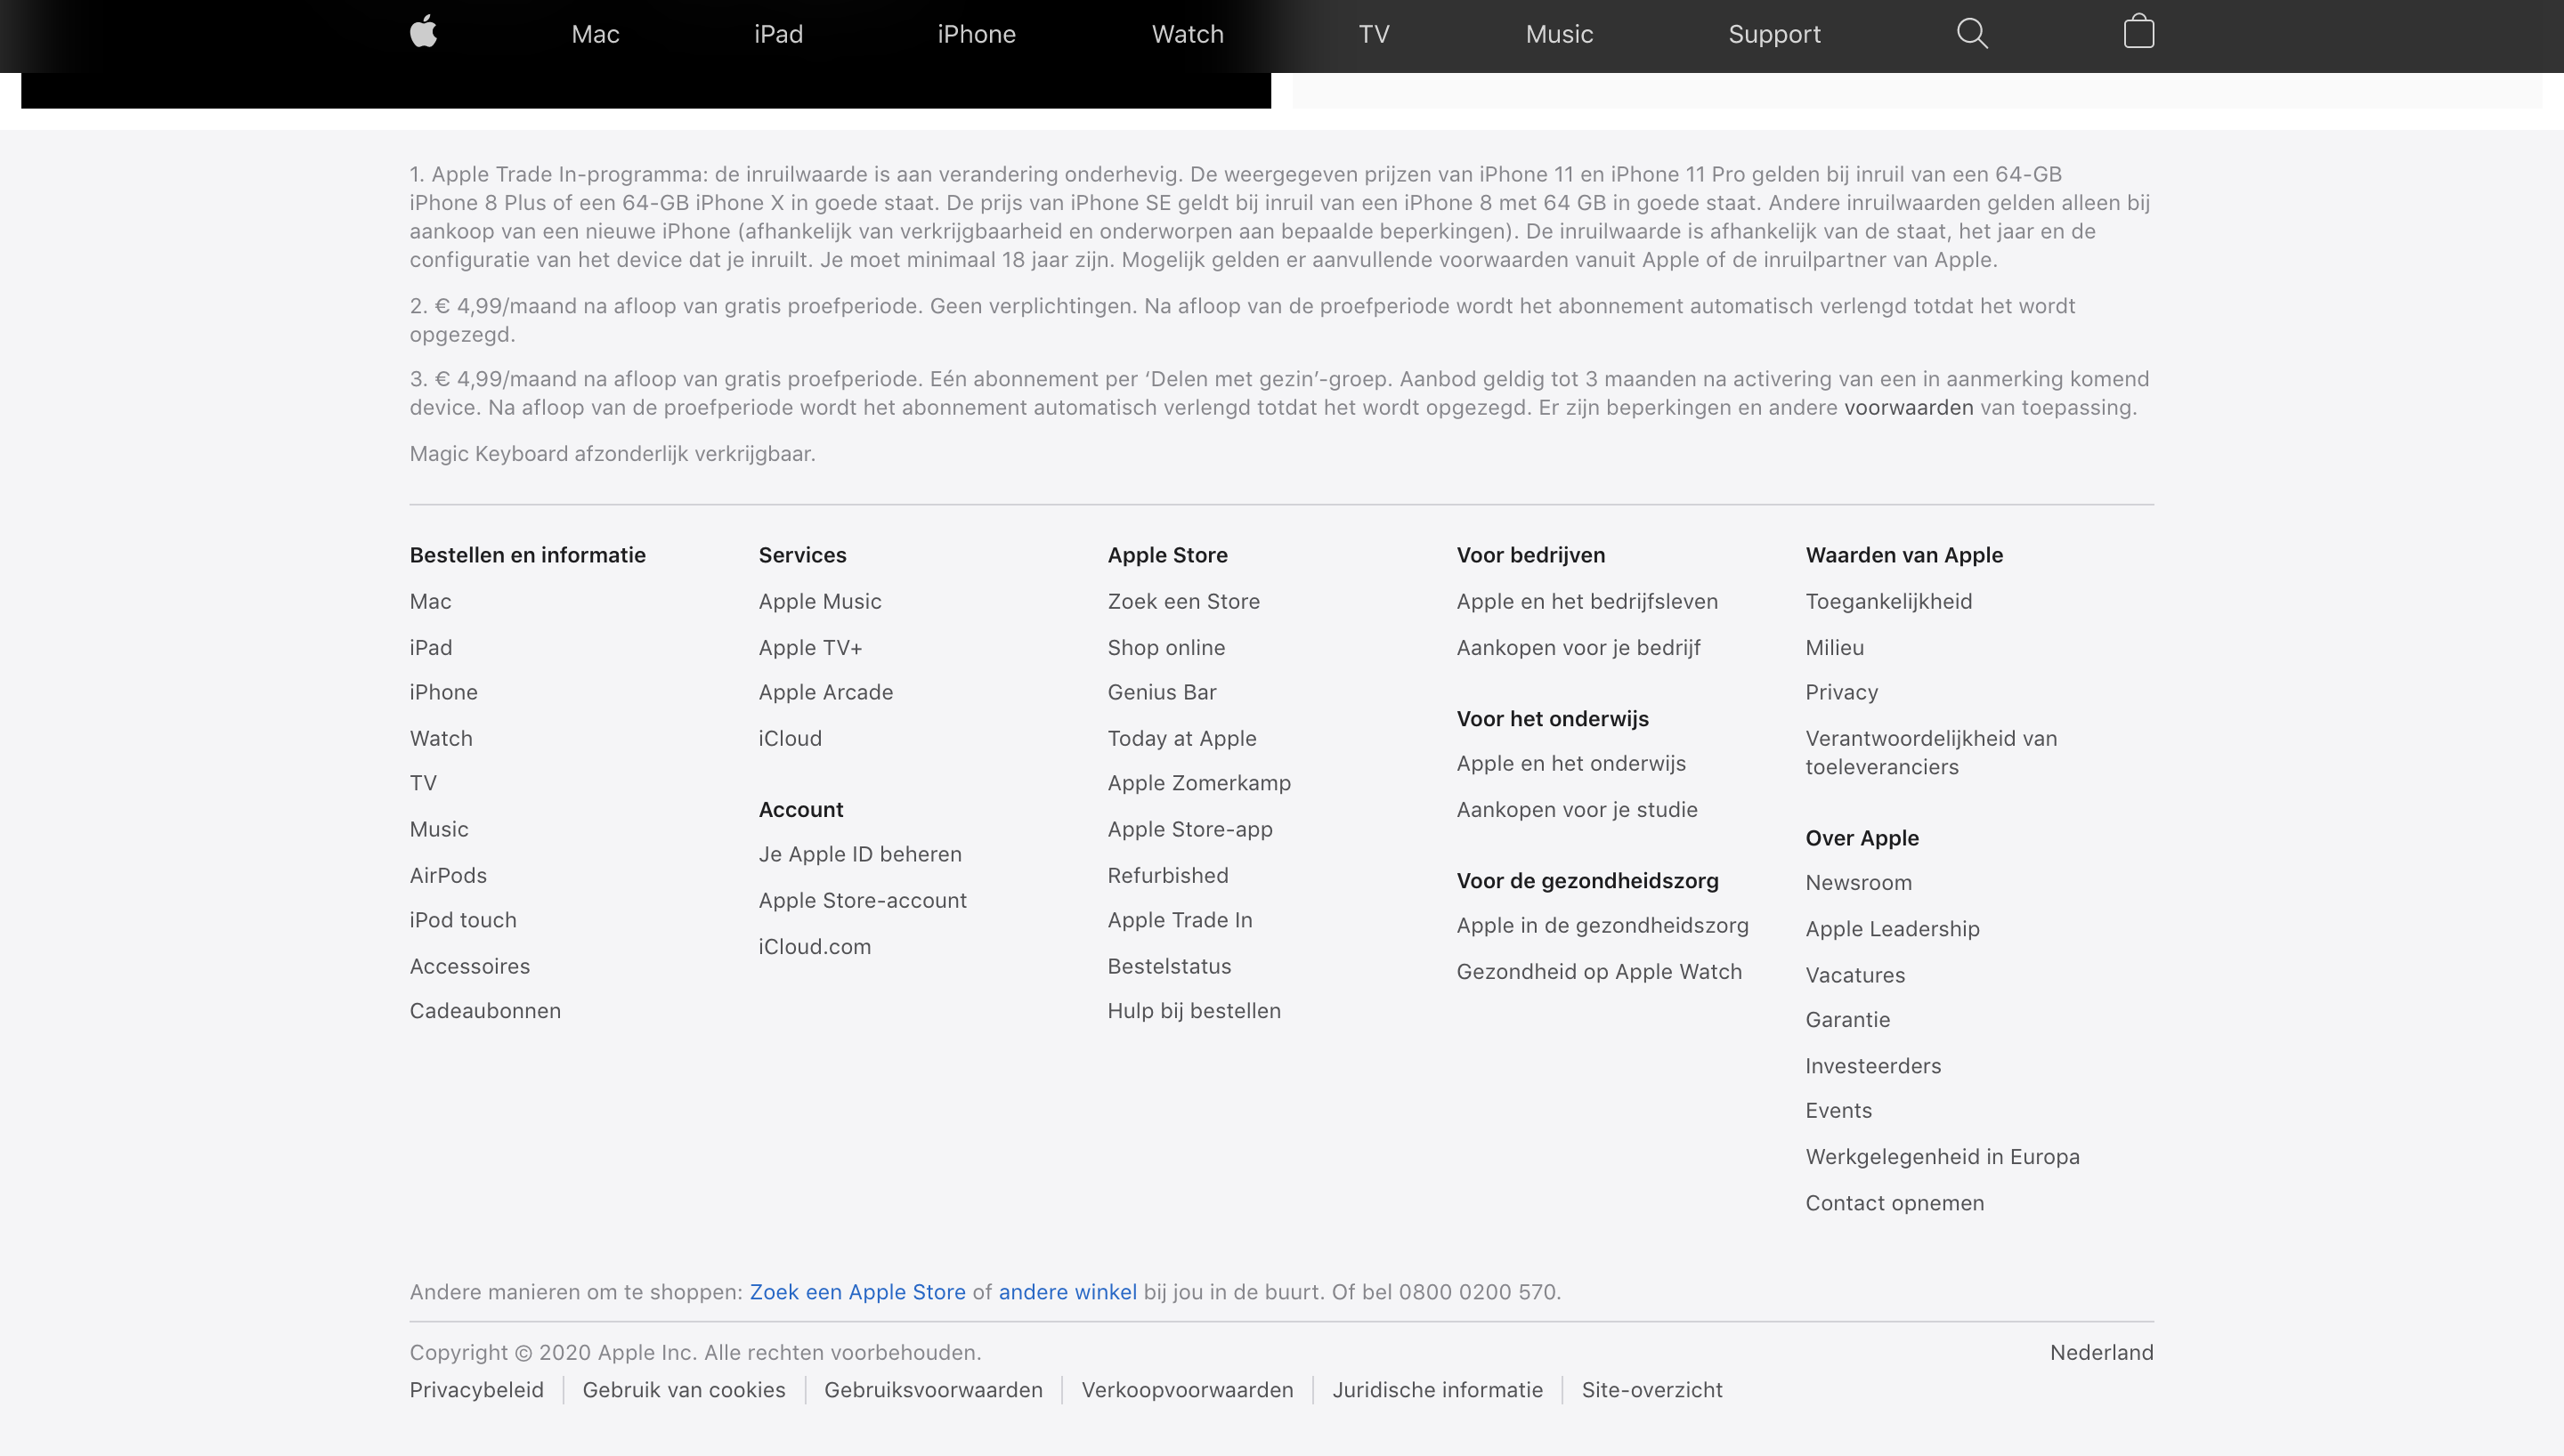 Mac
iPad
iPhone
Watch
TV
Music
Support
1. Apple Trade In-programma: de inruilwaarde is aan verandering onderhevig. De weergegeven prijzen van iPhone 11 en iPhone 11 Pro gelden bij inruil van een 64-GB
iPhone 8 Plus of een 64-GB iPhone X in goede staat. De prijs van iPhone SE geldt bij inruil van een iPhone 8 met 64 GB in goede staat. Andere inruilwaarden gelden alleen bij
aankoop van een nieuwe iPhone (afhankelijk van verkrijgbaarheid en onderworpen aan bepaalde beperkingen). De inruilwaarde is afhankelijk van de staat, het jaar en de
configuratie van het device dat je inruilt. Je moet minimaal 18 jaar zijn. Mogelijk gelden er aanvullende voorwaarden vanuit Apple of de inruilpartner van Apple.
2. € 4,99/maand na afloop van gratis proefperiode. Geen verplichtingen. Na afloop van de proefperiode wordt het abonnement automatisch verlengd totdat het wordt
opgezegd.
3. € 4,99/maand na afloop van gratis proefperiode. Eén abonnement per ‘Delen met gezin’-groep. Aanbod geldig tot 3 maanden na activering van een in aanmerking komend
device. Na afloop van de proefperiode wordt het abonnement automatisch verlengd totdat het wordt opgezegd. Er zijn beperkingen en andere voorwaarden van toepassing.
Magic Keyboard afzonderlijk verkrijgbaar.
Bestellen en informatie
Mac
iPad
iPhone
Watch
TV
Music
AirPods
iPod touch
Accessoires
Cadeaubonnen
Services
Apple Music
Apple TV+
Apple Arcade
iCloud
Account
Je Apple ID beheren
Apple Store-account
iCloud.com
Apple Store
Zoek een Store
Shop online
Genius Bar
Today at Apple
Apple Zomerkamp
Apple Store-app
Refurbished
Apple Trade In
Bestelstatus
Hulp bij bestellen
Voor bedrijven
Apple en het bedrijfsleven
Aankopen voor je bedrijf
Voor het onderwijs
Apple en het onderwijs
Aankopen voor je studie
Voor de gezondheidszorg
Apple in de gezondheidszorg
Gezondheid op Apple Watch
Waarden van Apple
Toegankelijkheid
Milieu
Privacy
Verantwoordelijkheid van
toeleveranciers
Over Apple
Newsroom
Apple Leadership
Vacatures
Garantie
Investeerders
Events
Werkgelegenheid in Europa
Contact opnemen
Andere manieren om te shoppen: Zoek een Apple Store of andere winkel bij jou in de buurt. Of bel 0800 0200 570.
Copyright © 2020 Apple Inc. Alle rechten voorbehouden.
Nederland
Privacybeleid
Gebruik van cookies
Gebruiksvoorwaarden
Verkoopvoorwaarden
Juridische informatie
Site-overzicht